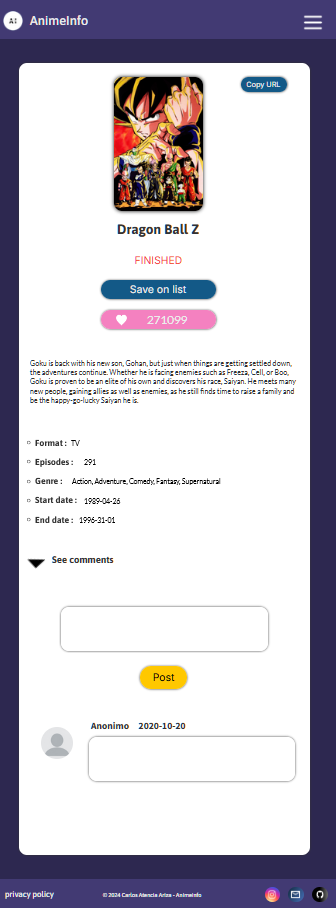 AnimeInfo
Copy URL
Dragon Ball Z
FINISHED
Save on list
271099
Goku is back with his new son, Gohan, but just when things are getting settled down,
the adventures continue. Whether he is facing enemies such as Freeza, Cell, or Boo,
Goku is proven to be an elite of his own and discovers his race, Saiyan. He meets many
new people, gaining allies as well as enemies, as he still finds time to raise a family and
be the happy-go-lucky Saiyan he is.
Format : TV
Episodes : 291
Genre : Action, Adventure, Comedy, Fantasy, Supernatural
Start date : 1989-04-26
End date : 1996-31-01
See comments
Post
Anonimo 2020-10-20
privacy policy
© 2024 Carlos Atencia Ariza - AnimeInfo